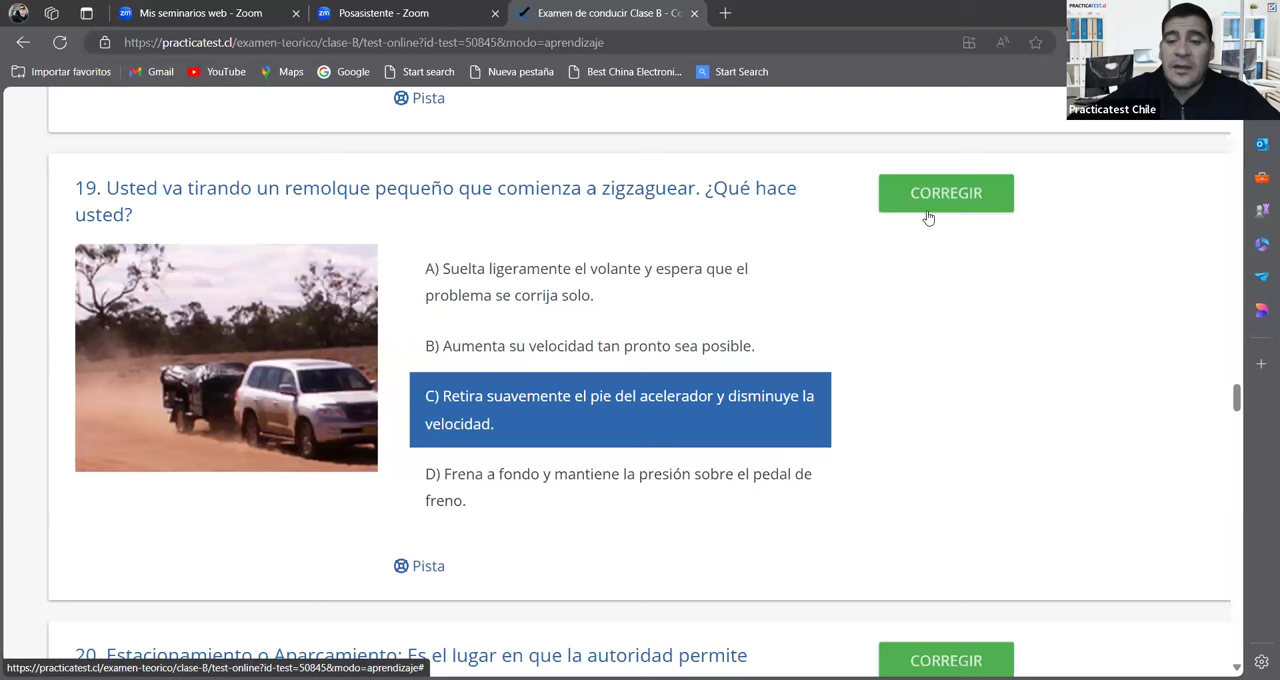 Mis seminarios web - Zoom
Posasistente - Zoom
Examen de conducir Clase B - Co
https://practicatest.cl/examen-teorico/clase-B/test-online?id-test=50845&modo=aprendizaje
Importar favoritos
Gmail
YouTube
Maps
Google
Start search
Nueva pestaña
Best China Electroni...
Start Search
PRACTICATEST.cl
Practicatest Chile
Pista
19. Usted va tirando un remolque pequeño que comienza a zigzaguear. ¿Qué hace
usted?
CORREGIR
A) Suelta ligeramente el volante y espera que el
problema se corrija solo.
B) Aumenta su velocidad tan pronto sea posible.
C) Retira suavemente el pie del acelerador y disminuye la
velocidad.
D) Frena a fondo y mantiene la presión sobre el pedal de
freno.
Pista
20. Estacionamiento o Aparcamiento: Es el lugar en que la autoridad permite
CORREGIR
https://practicatest.cl/examen-teorico/clase-B/test-online?id-test=50845&modo=aprendizaje#